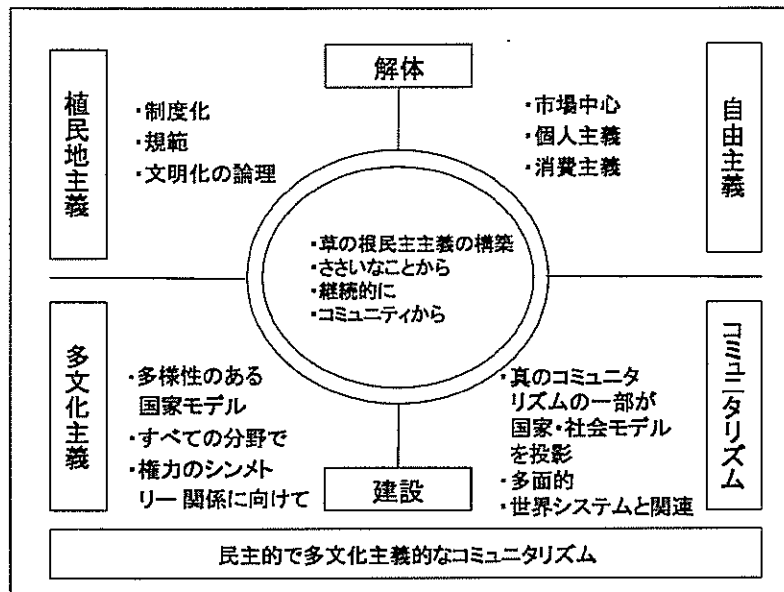 解体
植民地主義
・制度化
・規範
・文明化の論理
・市場中心
・個人主義
・消費主義
自由主義
・草の根民主主義の構築
・ささいなことから
・継続的に
・コミュニティから
多文化主義
・多様性のある
国家モデル
・すべての分野で
・権力のシンメト
リー関係に向けて
建設
・真のコミュニタ
リズムの一部が
国家・社会モデル
を投影
・多面的
・世界システムと関連
コミュニタリズム
民主的で多文化主義的なコミュニタリズム